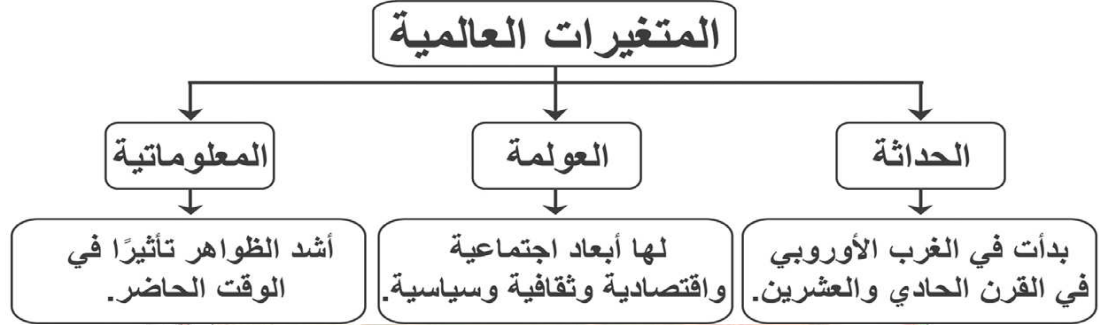 المتغيرات العالمية
الحداثة
العولمة
المعلوماتية
بدأت في الغرب الأوروبي
في القرن الحادي والعشرين.
لها أبعاد اجتماعية
واقتصادية وثقافية وسياسية.
أشد الظواهر تأثيرًا في
الوقت الحاضر.